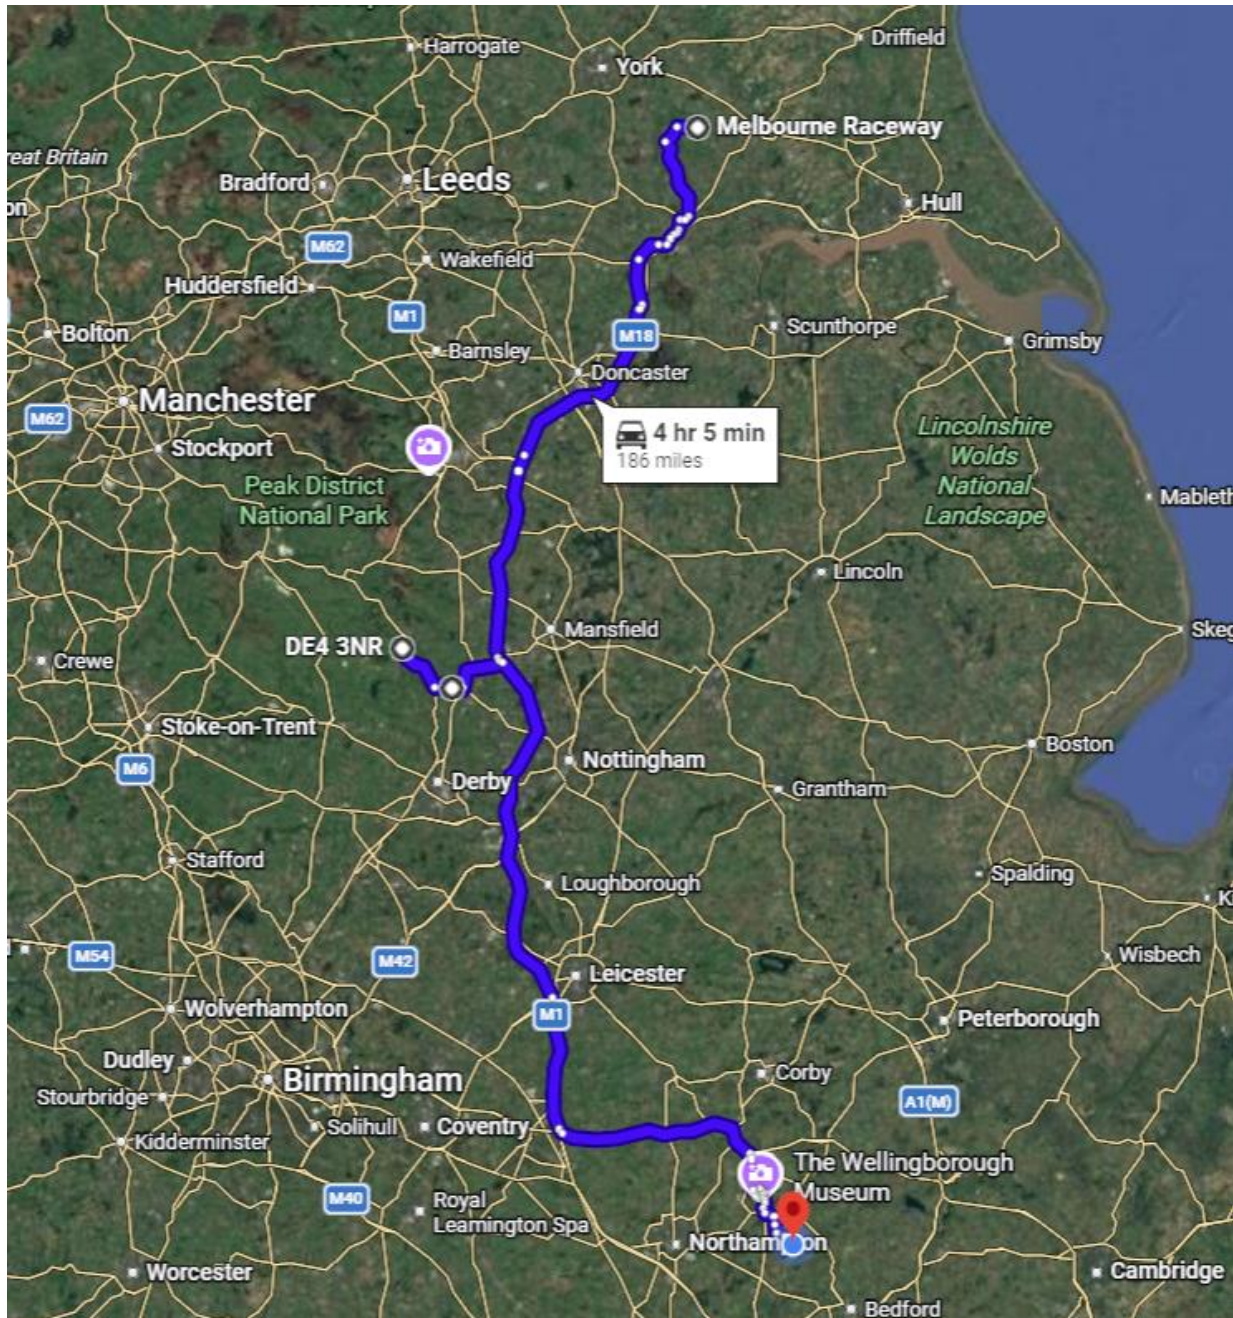 Harrogate
York
Driffield
Melbourne Raceway
reat Britain
Leeds
Bradford
on
Hull
M62
Wakefield
Huddersfield
M1
Bolton
Barnsley
M18
Scunthorpe
Grimsby
Doncaster
Manchester
M62
Stockport
4 hr 5 min
186 miles
Lincolnshire
Wolds
National
Landscape
Peak District
National Park
Mableth
Lincoln
Mansfield
Skeg
DE4 3NR
Crewe
Stoke-on-Trent
Boston
M6
Nottingham
Derby
Grantham
Stafford
Loughborough
Spalding
K
M54
M42
Leicester
Wisbech
Wolverhampton
M1
Peterborough
Dudley
Birmingham
Corby
Stourbridge
A1(M)
Solihull
Coventry
Kidderminster
The Wellingborough
Museum
M40
Royal
Leamington Spa
Northampton
Worcester
Cambridge
Bedford